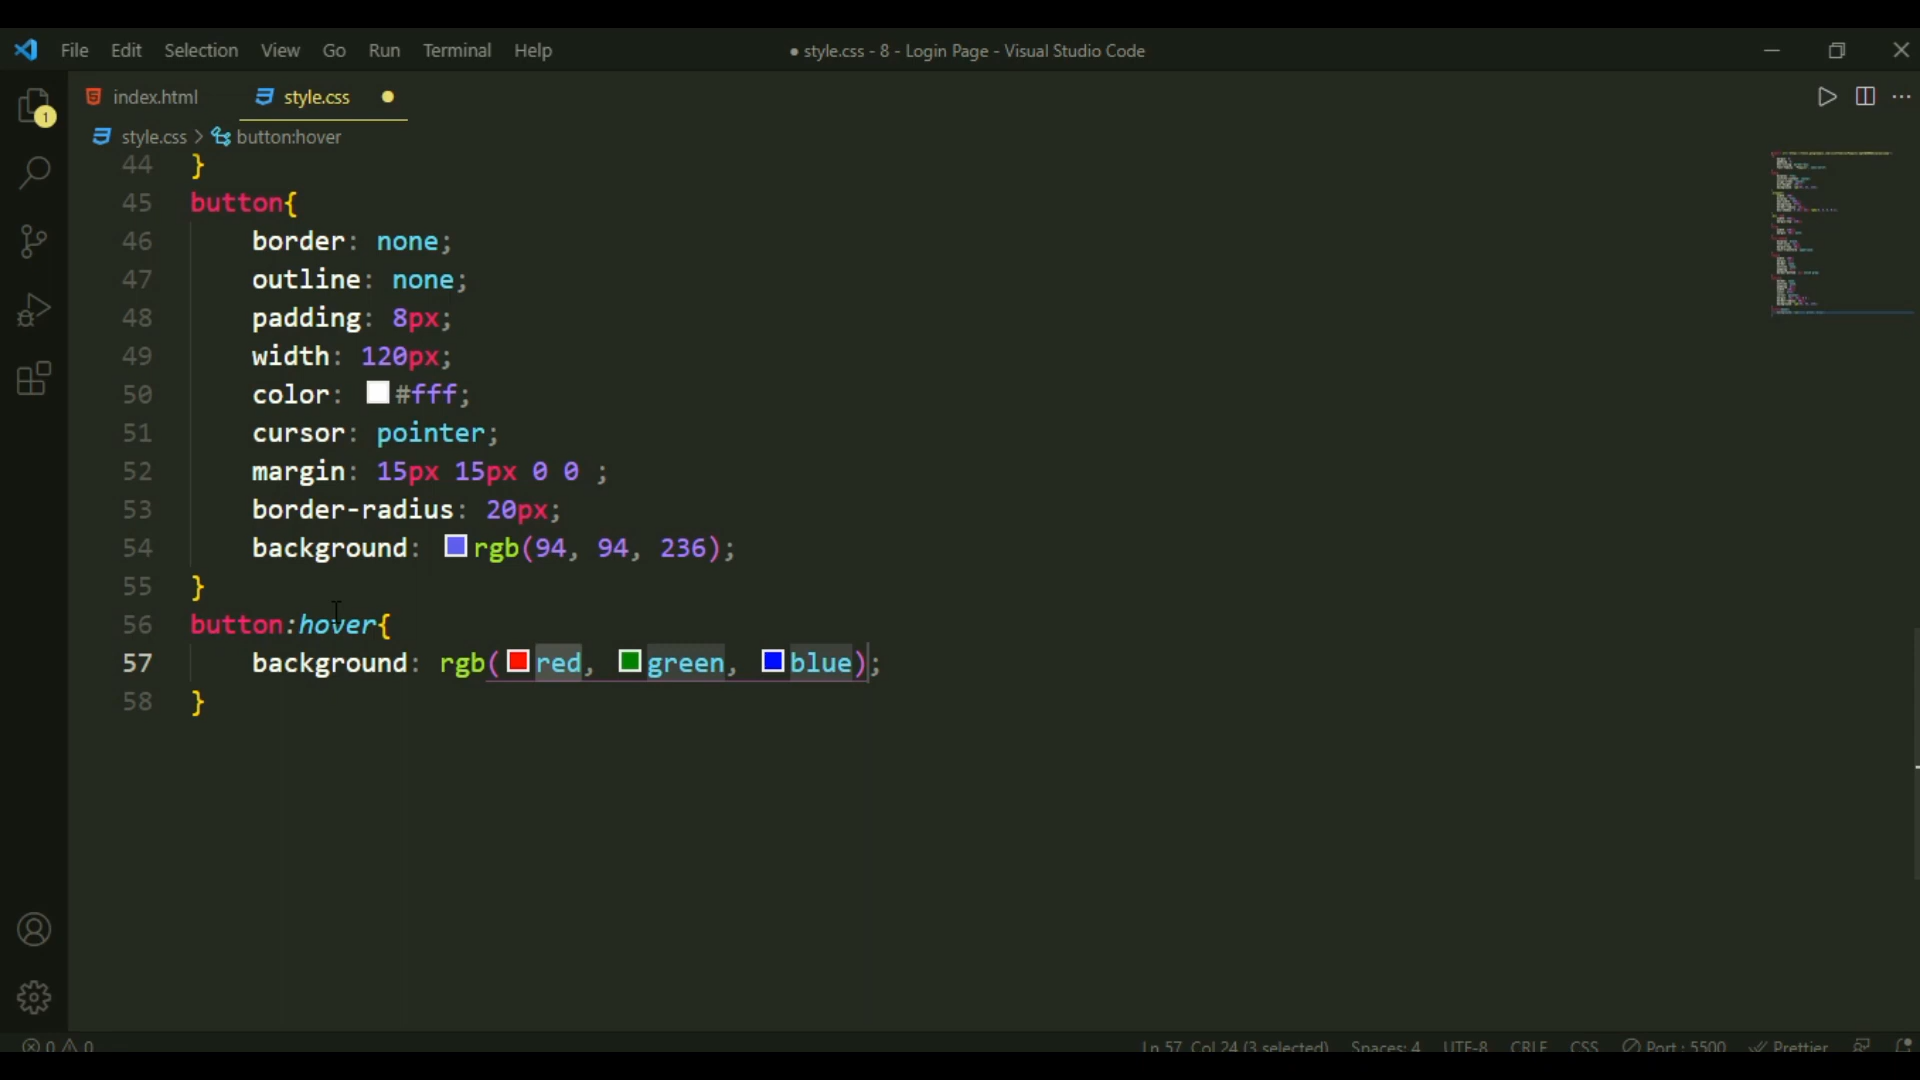 File Edit Selection View Go Run Terminal Help ● style.css - 8 - Login Page - Visual Studio Code
index.html style.css ●
1
style.css > button:hover
44 }
45 button{
46 border: none;
47 outline: none;
48 padding: 8px;
49 width: 120px;
50 color: #fff;
51 cursor: pointer;
52 margin: 15px 15px 0 0 ;
53 border-radius: 20px;
54 background: rgb(94, 94, 236);
55 }
56 button:hover{
57 background: rgb(red, green, blue);
58 }
0 0 Ln 57, Col 24 (3 selected) Spaces: 4 UTF-8 CRLF CSS Port : 5500 Prettier